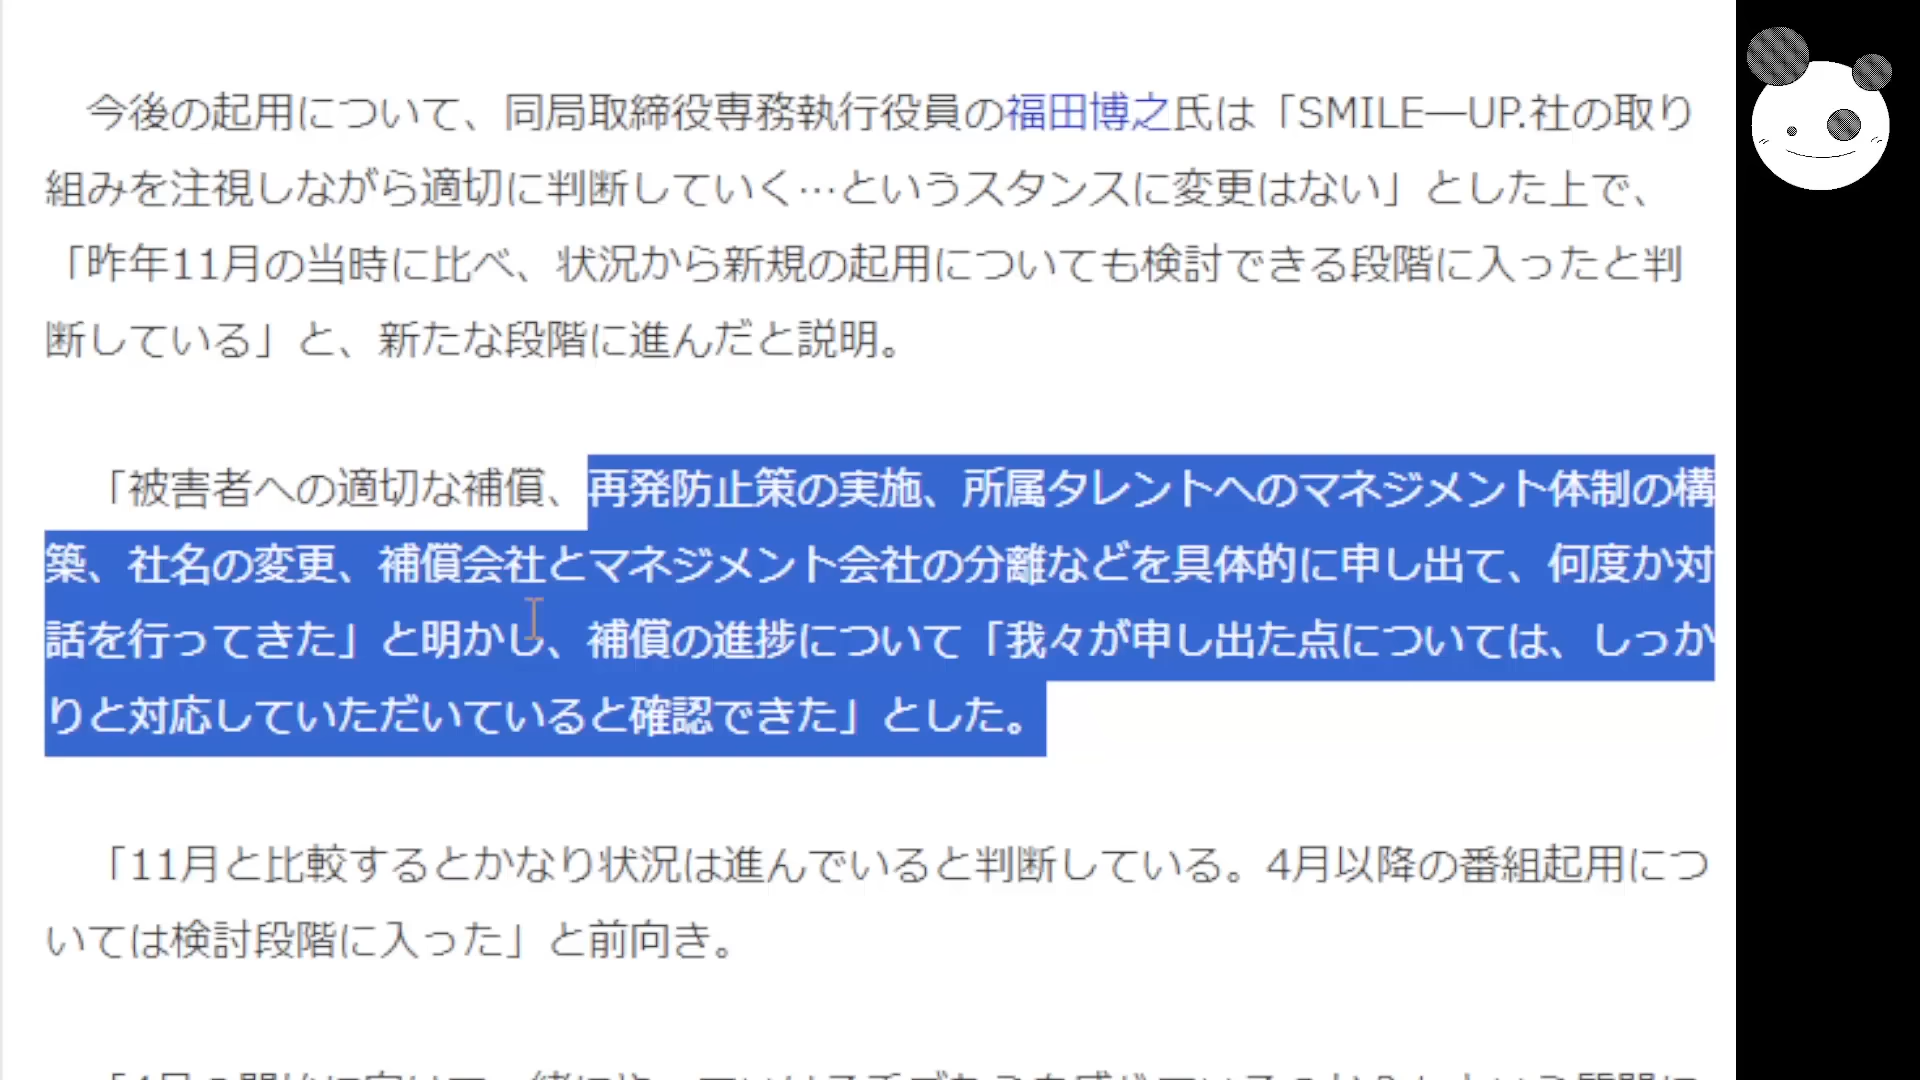 今後の起用について、同局取締役専務執行役員の福田博之氏は「SMILE―UP.社の取り
組みを注視しながら適切に判断していく…というスタンスに変更はない」とした上で、
「昨年11月の当時に比べ、状況から新規の起用についても検討できる段階に入ったと判
断している」と、新たな段階に進んだと説明。
「被害者への適切な補償、再発防止策の実施、所属タレントへのマネジメント体制の構
築、社名の変更、補償会社とマネジメント会社の分離などを具体的に申し出て、何度か対
話を行ってきた」と明かし、補償の進捗について「我々が申し出た点については、しっか
りと対応していただいていると確認できた」とした。
「11月と比較するとかなり状況は進んでいると判断している。4月以降の番組起用につ
いては検討段階に入った」と前向き。